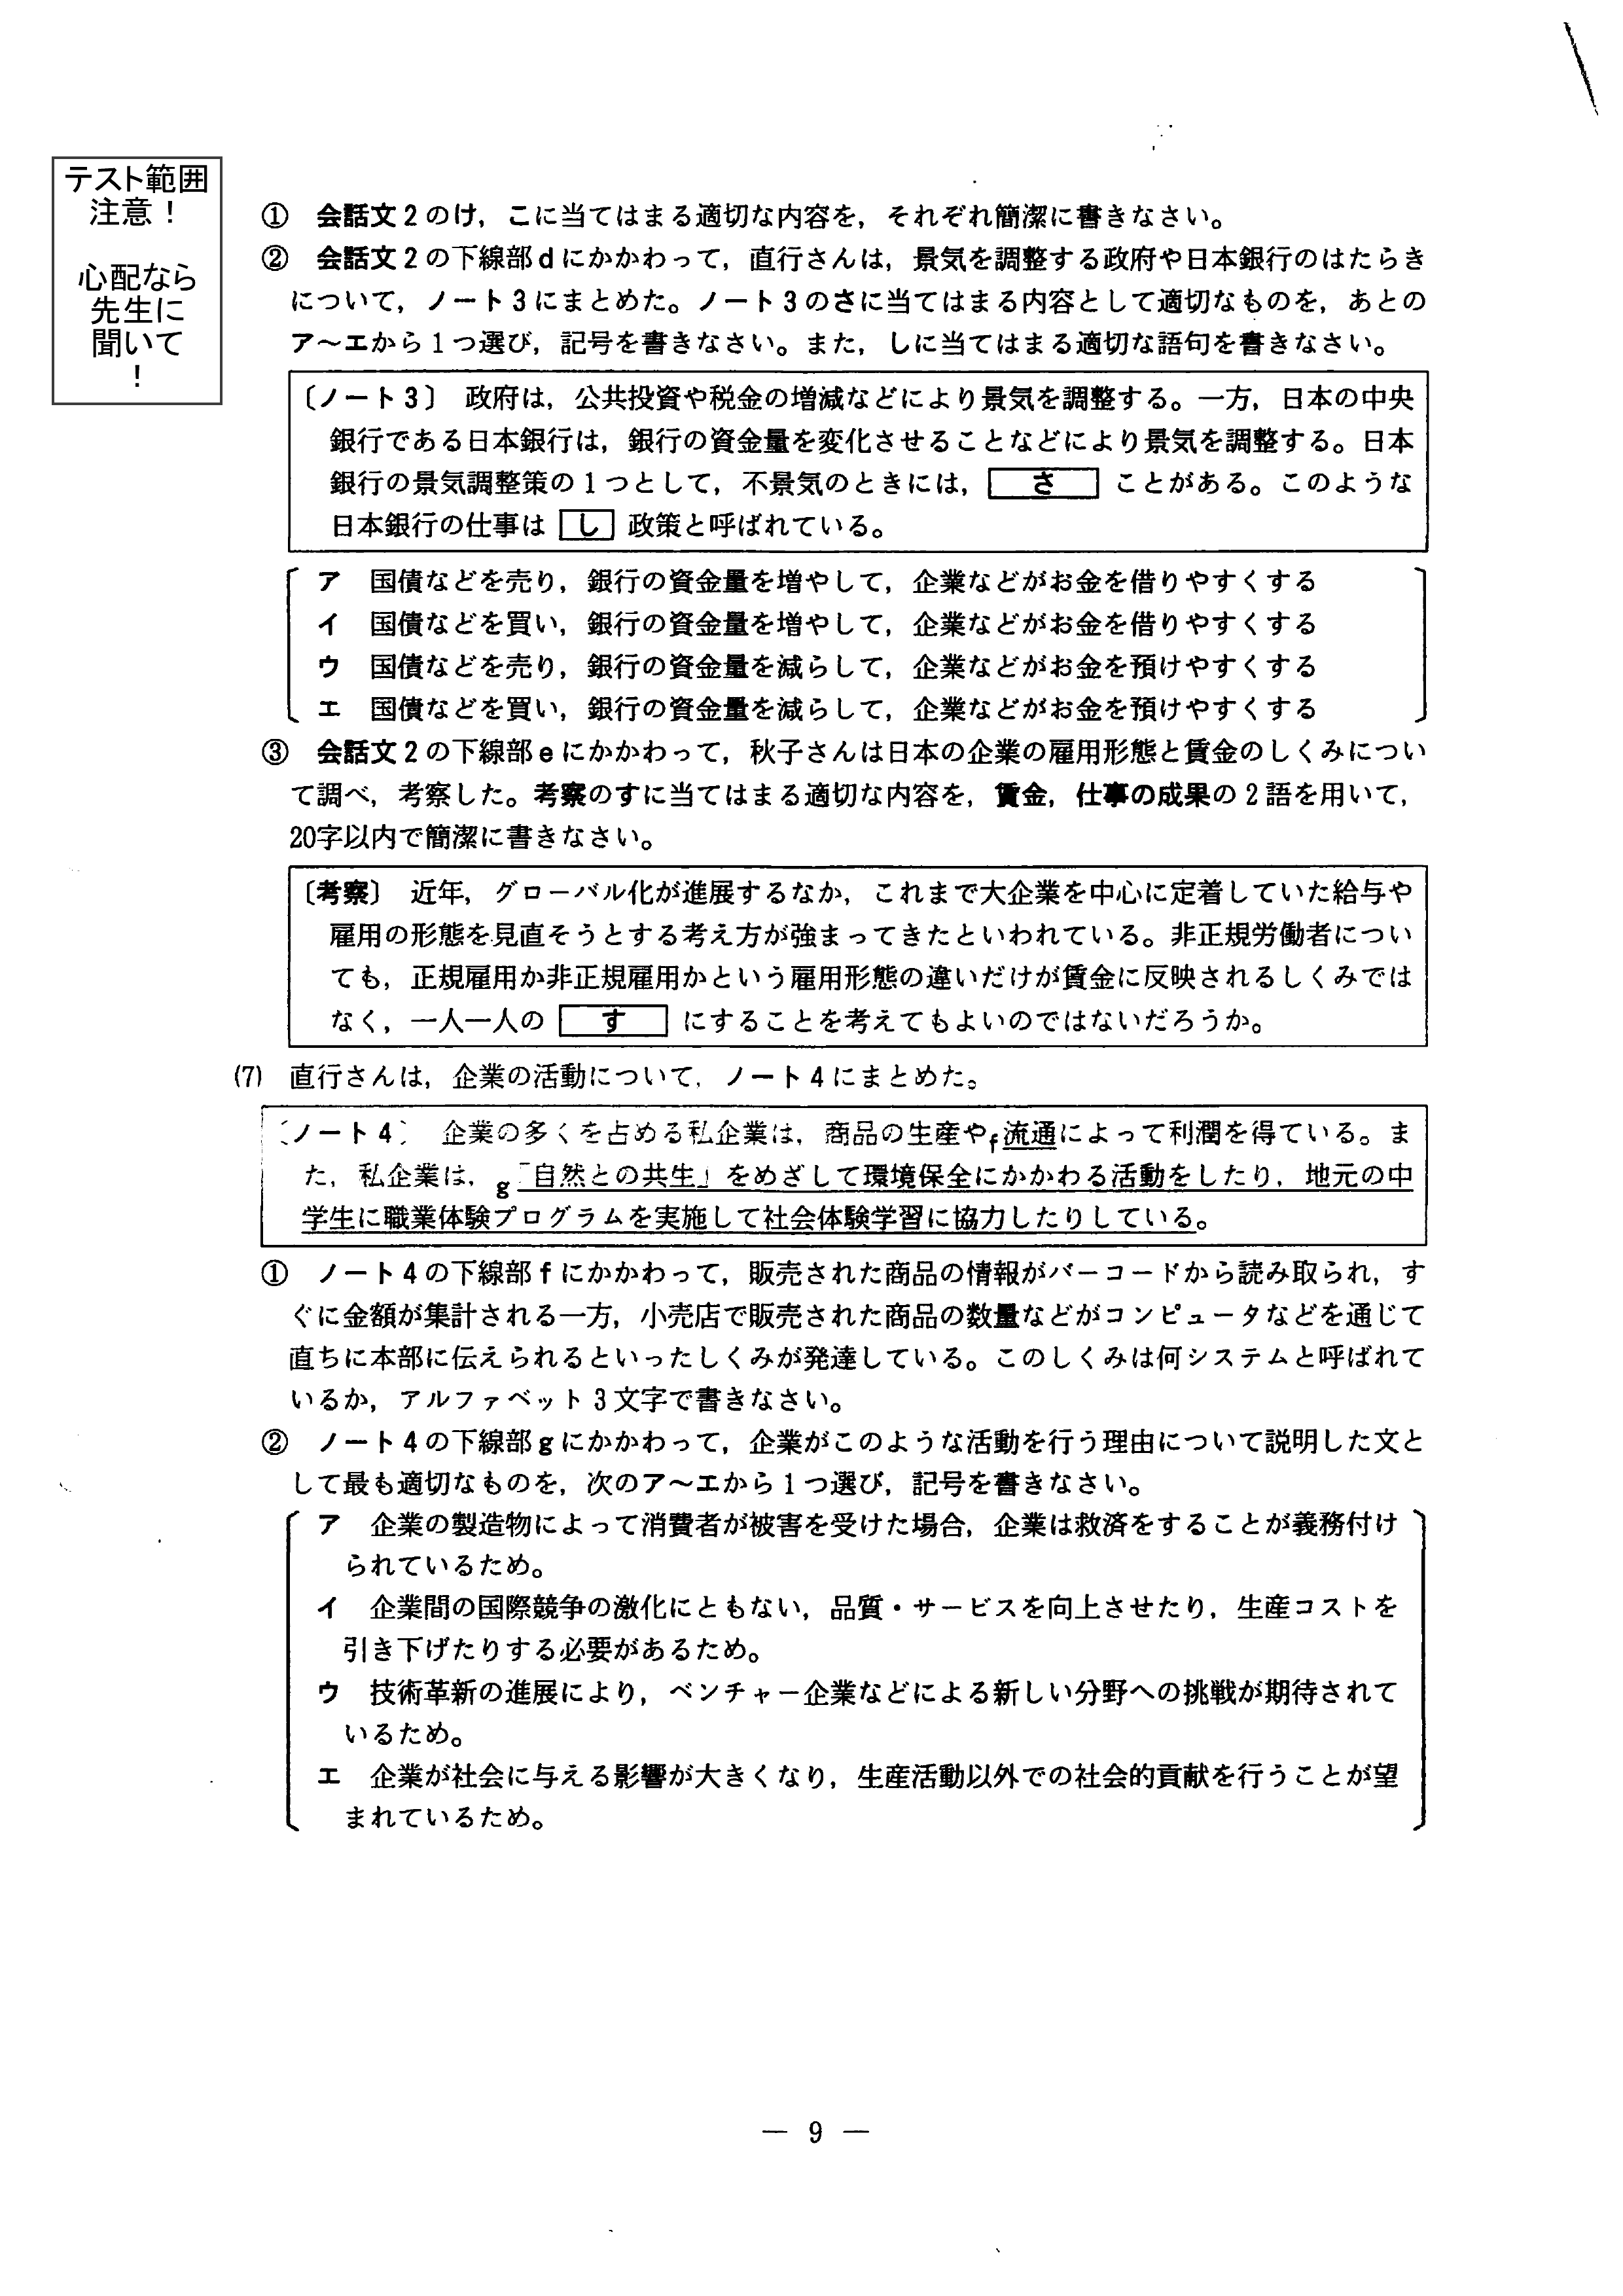 テスト範囲
注意！
心配なら
先生に
聞いて
！
① 会話文2のけ，こに当てはまる適切な内容を，それぞれ簡潔に書きなさい。
② 会話文2の下線部dにかかわって，直行さんは，景気を調整する政府や日本銀行のはたらき
について，ノート3にまとめた。ノート3のさに当てはまる内容として適切なものを，あとの
ア～エから1つ選び，記号を書きなさい。また，しに当てはまる適切な語句を書きなさい。
〔ノート3〕 政府は，公共投資や税金の増減などにより景気を調整する。一方，日本の中央
銀行である日本銀行は，銀行の資金量を変化させることなどにより景気を調整する。日本
銀行の景気調整策の1つとして，不景気のときには， さ ことがある。このような
日本銀行の仕事は し 政策と呼ばれている。
ア 国債などを売り，銀行の資金量を増やして，企業などがお金を借りやすくする
イ 国債などを買い，銀行の資金量を増やして，企業などがお金を借りやすくする
ウ 国債などを売り，銀行の資金量を減らして，企業などがお金を預けやすくする
エ 国債などを買い，銀行の資金量を減らして，企業などがお金を預けやすくする
③ 会話文2の下線部eにかかわって，秋子さんは日本の企業の雇用形態と賃金のしくみについ
て調べ，考察した。考察のすに当てはまる適切な内容を，賃金，仕事の成果の2語を用いて，
20字以内で簡潔に書きなさい。
〔考察〕 近年，グローバル化が進展するなか，これまで大企業を中心に定着していた給与や
雇用の形態を見直そうとする考え方が強まってきたといわれている。非正規労働者につい
ても，正規雇用か非正規雇用かという雇用形態の違いだけが賃金に反映されるしくみでは
なく，一人一人の す にすることを考えてもよいのではないだろうか。
(7) 直行さんは，企業の活動について，ノート4にまとめた。
〔ノート4〕 企業の多くを占める私企業は，商品の生産やf流通によって利潤を得ている。ま
た，私企業は，g「自然との共生」をめざして環境保全にかかわる活動をしたり，地元の中
学生に職業体験プログラムを実施して社会体験学習に協力したりしている。
① ノート4の下線部fにかかわって，販売された商品の情報がバーコードから読み取られ，す
ぐに金額が集計される一方，小売店で販売された商品の数量などがコンピュータなどを通じて
直ちに本部に伝えられるといったしくみが発達している。このしくみは何システムと呼ばれて
いるか，アルファベット3文字で書きなさい。
② ノート4の下線部gにかかわって，企業がこのような活動を行う理由について説明した文と
して最も適切なものを，次のア～エから1つ選び，記号を書きなさい。
ア 企業の製造物によって消費者が被害を受けた場合，企業は救済をすることが義務付け
られているため。
イ 企業間の国際競争の激化にともない，品質・サービスを向上させたり，生産コストを
引き下げたりする必要があるため。
ウ 技術革新の進展により，ベンチャー企業などによる新しい分野への挑戦が期待されて
いるため。
エ 企業が社会に与える影響が大きくなり，生産活動以外での社会的貢献を行うことが望
まれているため。
― 9 ―